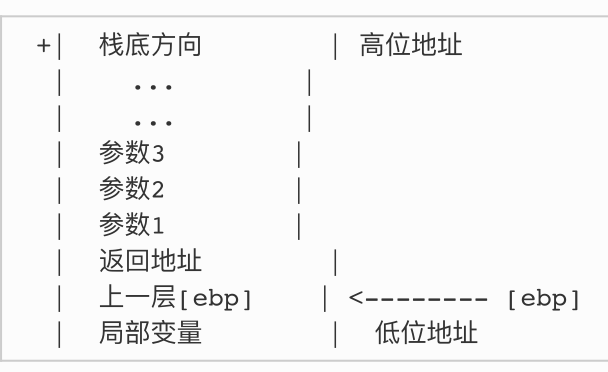 +|  栈底方向        | 高位地址
 |    ...        |
 |    ...        |
 |  参数3        |
 |  参数2        |
 |  参数1        |
 |  返回地址        |
 |  上一层[ebp]    | <-------- [ebp]
 |  局部变量        |  低位地址